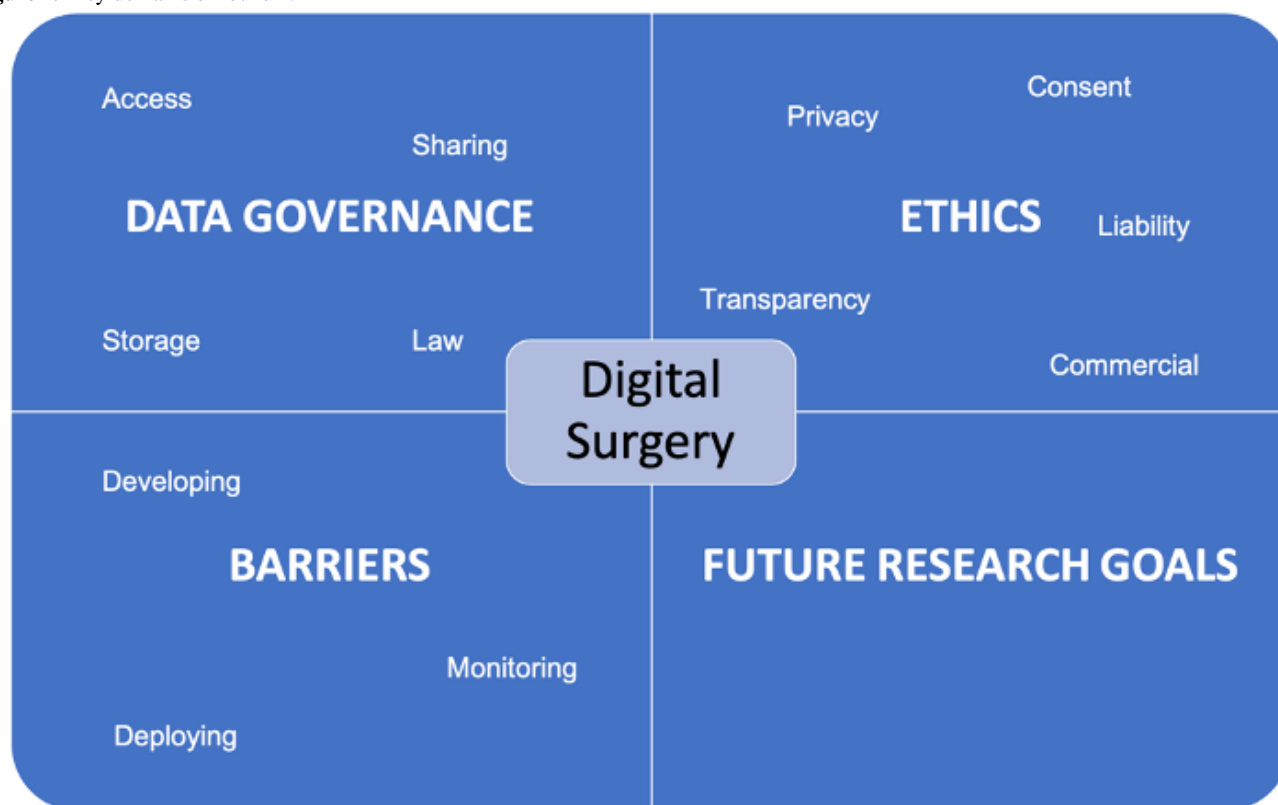 Access
Sharing
DATA GOVERNANCE
Storage
Law
Privacy
Consent
ETHICS
Liability
Transparency
Commercial
Digital
Surgery
Developing
BARRIERS
Monitoring
Deploying
FUTURE RESEARCH GOALS